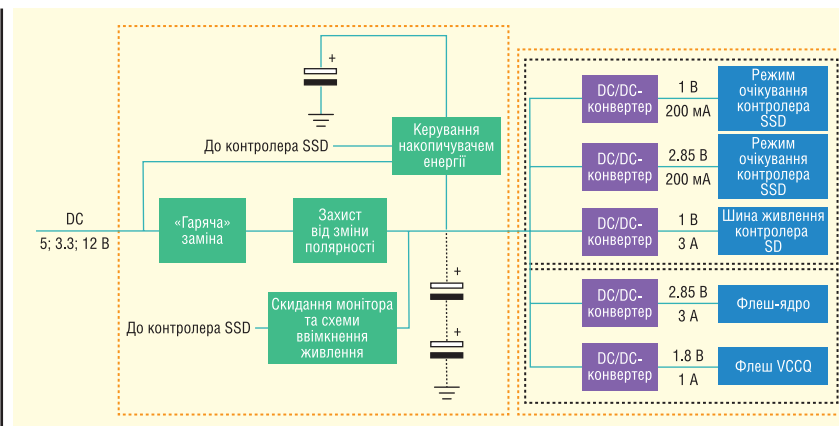 +
До контролера SSD
Керування
накопичувачем
енергії
DC
5; 3.3; 12 В
«Гаряча»
заміна
Захист
від зміни
полярності
+
Скидання монітора
та схеми
ввімкнення
живлення
До контролера SSD
+
DC/DC-
конвертер
1 В
200 мА
Режим
очікування
контролера
SSD
DC/DC-
конвертер
2.85 В
200 мА
Режим
очікування
контролера
SSD
DC/DC-
конвертер
1 В
3 А
Шина живлення
контролера
SD
DC/DC-
конвертер
2.85 В
3 А
Флеш-ядро
DC/DC-
конвертер
1.8 В
1 А
Флеш VCCQ